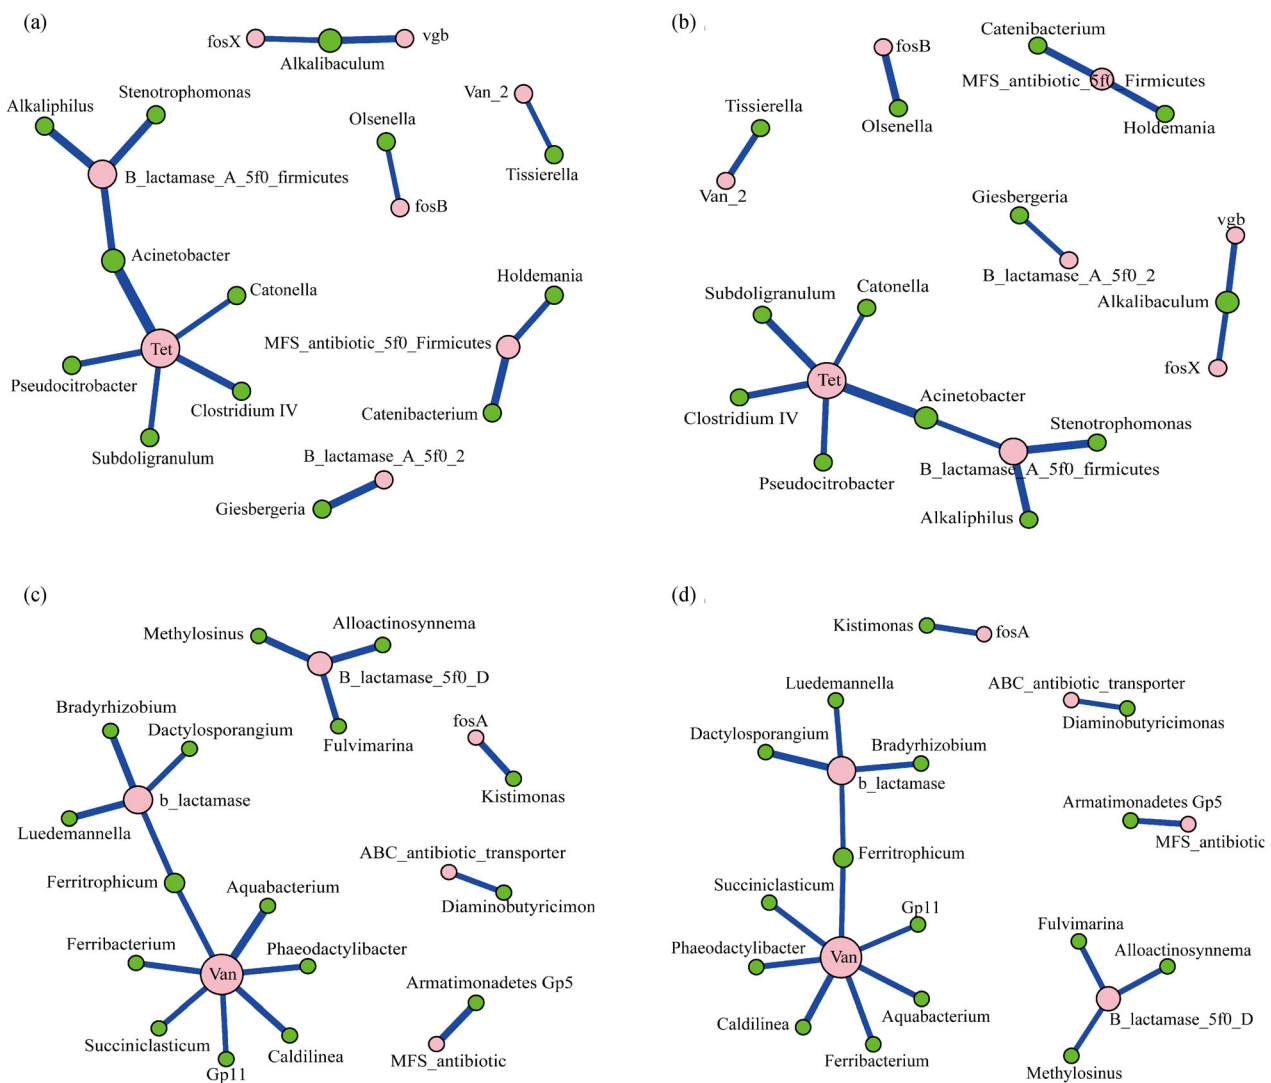 (a)
fosX
vgb
Alkalibaculum
Alkaliphilus
Stenotrophomonas
Van_2
Olsenella
B_lactamase_A_5f0_firmicutes
Tissierella
fosB
Acinetobacter
Holdemania
Catonella
Tet
MFS_antibiotic_5f0_Firmicutes
Pseudocitrobacter
Clostridium IV
Catenibacterium
Subdoligranulum
B_lactamase_A_5f0_2
Giesbergeria
(b)
Catenibacterium
fosB
MFS_antibiotic_5f0_Firmicutes
Tissierella
Olsenella
Holdemania
Van_2
Giesbergeria
vgb
B_lactamase_A_5f0_2
Subdoligranulum
Catonella
Alkalibaculum
Tet
fosX
Acinetobacter
Clostridium IV
Stenotrophomonas
B_lactamase_A_5f0_firmicutes
Pseudocitrobacter
Alkaliphilus
(c)
Methylosinus
Alloactinosynnema
B_lactamase_5f0_D
Bradyrhizobium
Dactylosporangium
fosA
Fulvimarina
b_lactamase
Kistimonas
Luedemannella
ABC_antibiotic_transporter
Ferritrophicum
Aquabacterium
Diaminobutyricimon
Ferribacterium
Phaeodactylibacter
Van
Armatimonadetes Gp5
Succiniclasticum
Caldilinea
MFS_antibiotic
Gp11
(d)
Kistimonas
fosA
Luedemannella
ABC_antibiotic_transporter
Diaminobutyricimonas
Dactylosporangium
Bradyrhizobium
b_lactamase
Armatimonadetes Gp5
MFS_antibiotic
Ferritrophicum
Succiniclasticum
Gp11
Fulvimarina
Phaeodactylibacter
Alloactinosynnema
Van
Aquabacterium
B_lactamase_5f0_D
Caldilinea
Ferribacterium
Methylosinus